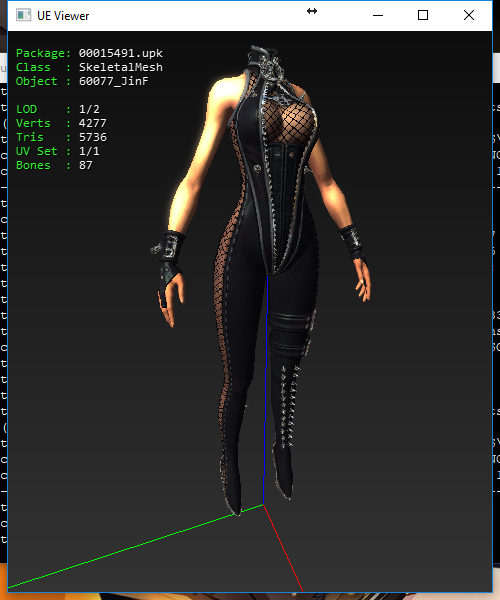 UE Viewer
Package: 00015491.upk
Class : SkeletalMesh
Object : 60077_JinF
LOD : 1/2
Verts : 4277
Tris : 5736
UV Set : 1/1
Bones : 87